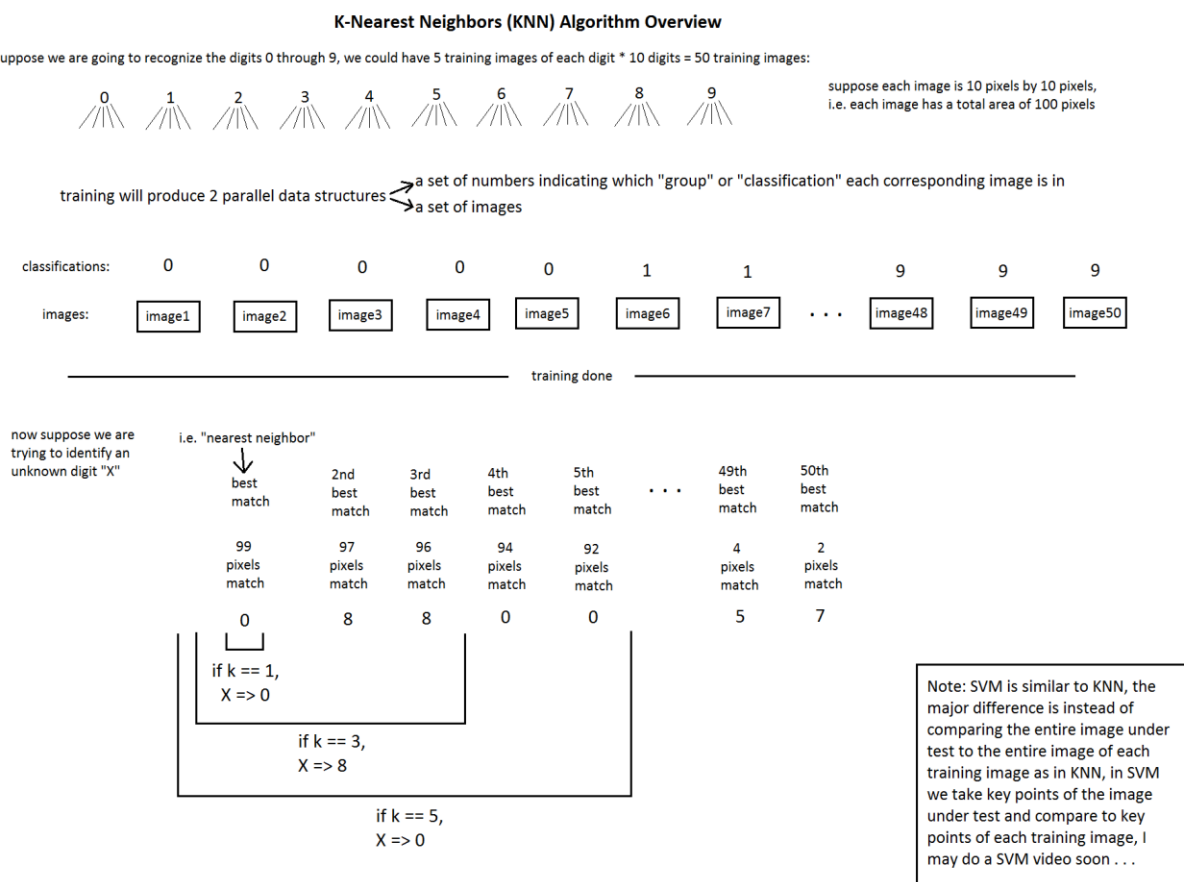 K-Nearest Neighbors (KNN) Algorithm Overview
uppose we are going to recognize the digits 0 through 9, we could have 5 training images of each digit * 10 digits = 50 training images:
suppose each image is 10 pixels by 10 pixels,
i.e. each image has a total area of 100 pixels
0 1 2 3 4 5 6 7 8 9
training will produce 2 parallel data structures
a set of numbers indicating which "group" or "classification" each corresponding image is in
a set of images
classifications: 0 0 0 0 0 1 1 9 9 9
images: image1 image2 image3 image4 image5 image6 image7 . . . image48 image49 image50
training done
now suppose we are
trying to identify an
unknown digit "X"
i.e. "nearest neighbor"
best
match
2nd
best
match
3rd
best
match
4th
best
match
5th
best
match
. . .
49th
best
match
50th
best
match
99
pixels
match
97
pixels
match
96
pixels
match
94
pixels
match
92
pixels
match
4
pixels
match
2
pixels
match
0 8 8 0 0 5 7
if k == 1,
X => 0
if k == 3,
X => 8
if k == 5,
X => 0
Note: SVM is similar to KNN, the
major difference is instead of
comparing the entire image under
test to the entire image of each
training image as in KNN, in SVM
we take key points of the image
under test and compare to key
points of each training image, I
may do a SVM video soon . . .